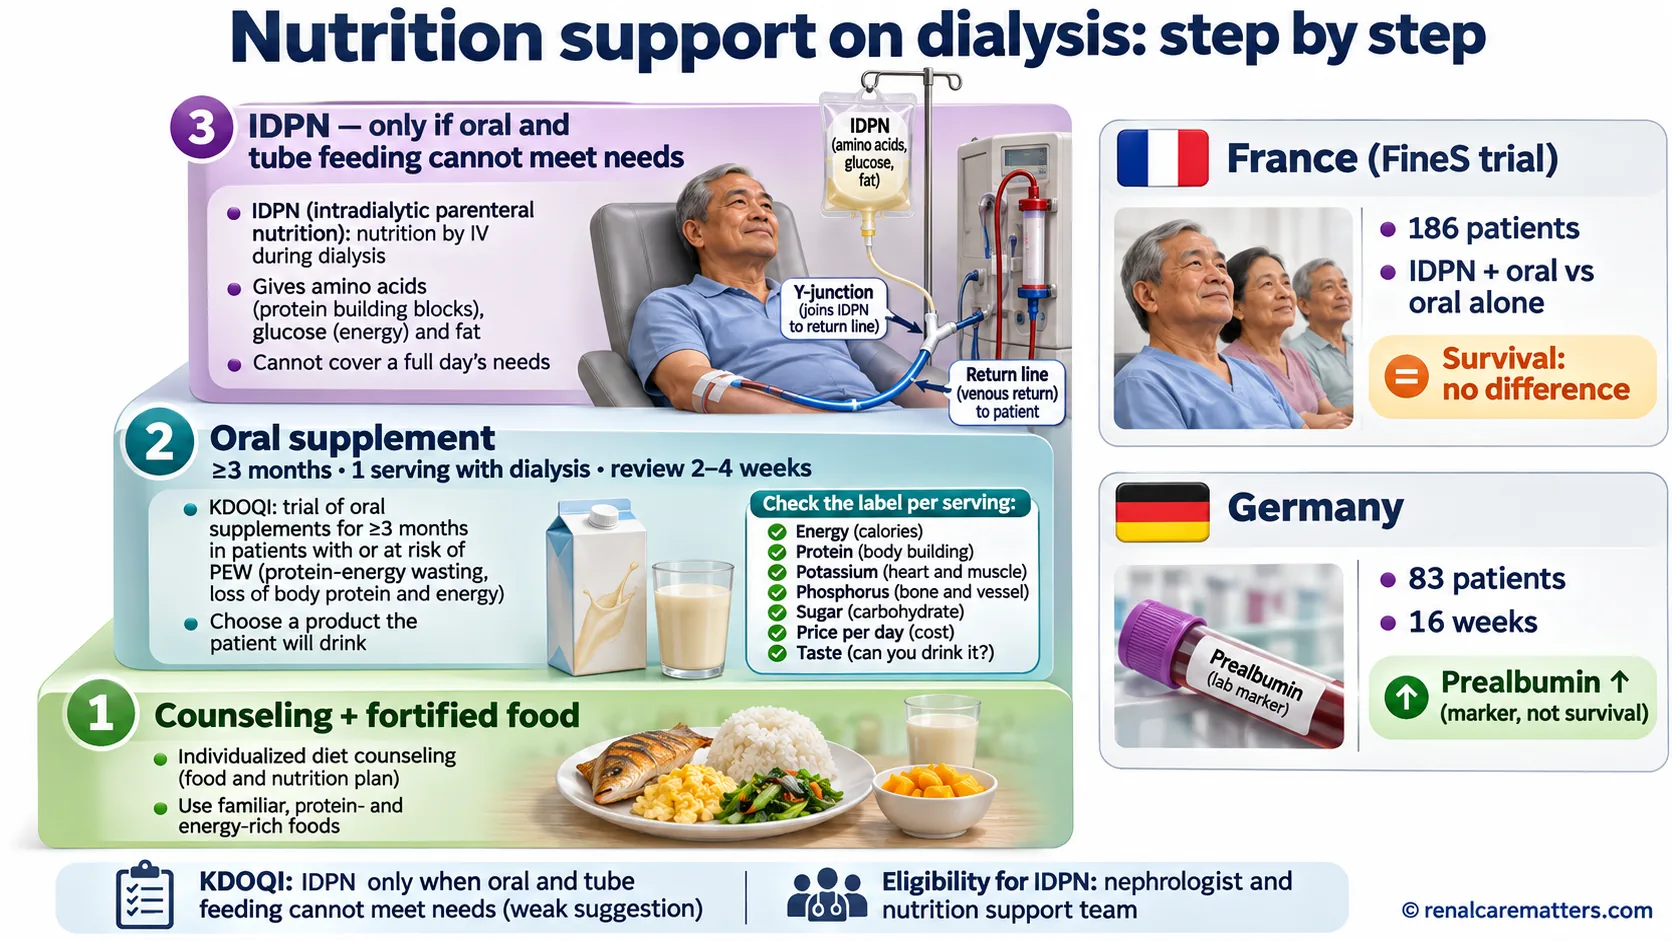 Nutrition support on dialysis: step by step
3
IDPN — only if oral and
tube feeding cannot meet needs
IDPN (intradialytic parenteral
nutrition): nutrition by IV
during dialysis
Gives amino acids
(protein building blocks),
glucose (energy) and fat
Cannot cover a full day's needs
IDPN
(amino acids,
glucose,
fat)
Y-junction
(joins IDPN
to return line)
Return line
(venous return)
to patient
2
Oral supplement
≥3 months • 1 serving with dialysis • review 2–4 weeks
KDOQI: trial of oral
supplements for ≥3 months
in patients with or at risk of
PEW (protein-energy wasting,
loss of body protein and energy)
Choose a product the
patient will drink
Check the label per serving:
Energy (calories)
Protein (body building)
Potassium (heart and muscle)
Phosphorus (bone and vessel)
Sugar (carbohydrate)
Price per day (cost)
Taste (can you drink it?)
1
Counseling + fortified food
Individualized diet counseling
(food and nutrition plan)
Use familiar, protein- and
energy-rich foods
France (FineS trial)
186 patients
IDPN + oral vs
oral alone
=
Survival:
no difference
Germany
83 patients
16 weeks
Prealbumin
(lab marker)
↑
Prealbumin ↑
(marker, not survival)
KDOQI: IDPN only when oral and tube
feeding cannot meet needs (weak suggestion)
Eligibility for IDPN: nephrologist and
nutrition support team
© renalcarematters.com